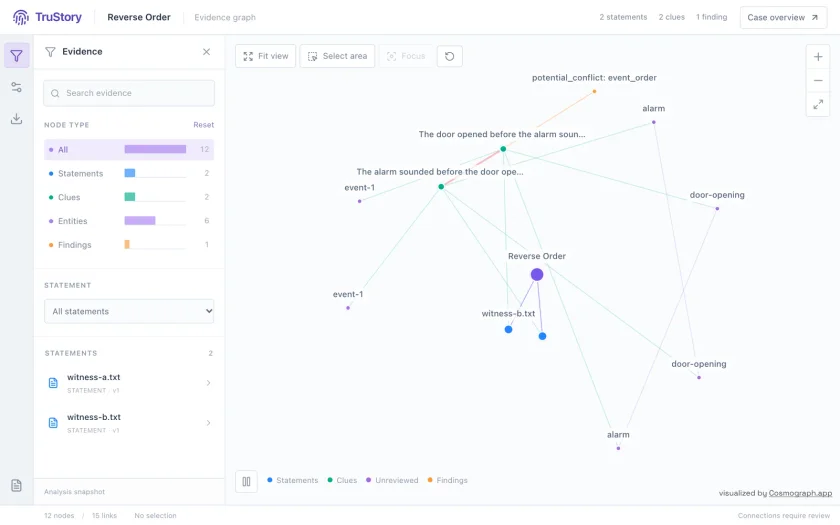 TruStory
Reverse Order
Evidence graph
2 statements 2 clues 1 finding
Case overview
Evidence
Search evidence
NODE TYPE Reset
All 12
Statements 2
Clues 2
Entities 6
Findings 1
STATEMENT
All statements
STATEMENTS 2
witness-a.txt
STATEMENT · v1
witness-b.txt
STATEMENT · v1
Analysis snapshot
Fit view
Select area
Focus
potential_conflict: event_order
alarm
The door opened before the alarm soun...
The alarm sounded before the door ope...
event-1
door-opening
Reverse Order
event-1
witness-b.txt
door-opening
alarm
Statements Clues Unreviewed Findings
visualized by Cosmograph.app
12 nodes / 15 links No selection
Connections require review